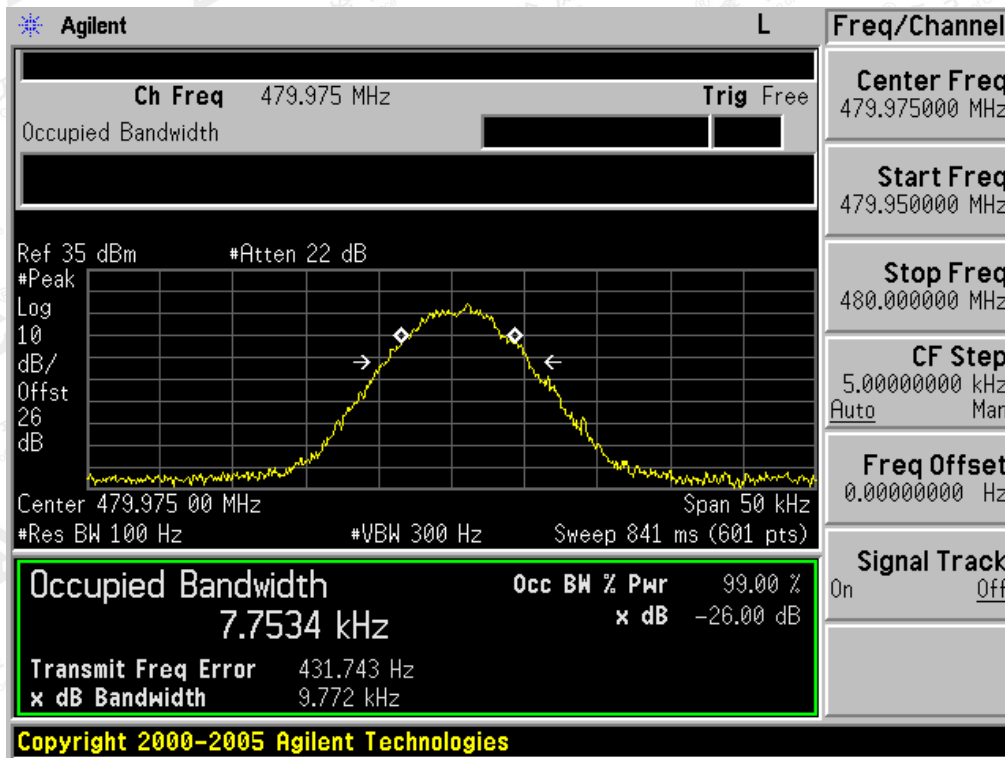 Agilent L
Freq/Channel
Ch Freq 479.975 MHz Trig Free
Occupied Bandwidth
Center Freq
479.975000 MHz
Start Freq
479.950000 MHz
Stop Freq
480.000000 MHz
CF Step
5.00000000 kHz
Auto Man
Freq Offset
0.00000000 Hz
Signal Track
On Off
Ref 35 dBm #Atten 22 dB
#Peak
Log
10
dB/
Offst
26
dB
Center 479.975 00 MHz Span 50 kHz
#Res BW 100 Hz #VBW 300 Hz Sweep 841 ms (601 pts)
Occupied Bandwidth Occ BW % Pwr 99.00 %
7.7534 kHz x dB -26.00 dB
Transmit Freq Error 431.743 Hz
x dB Bandwidth 9.772 kHz
Copyright 2000-2005 Agilent Technologies